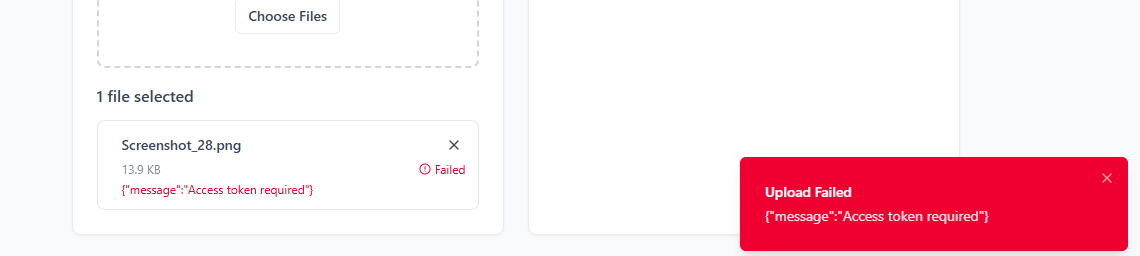 Choose Files
1 file selected
Screenshot_28.png
13.9 KB
Failed
{"message":"Access token required"}
Upload Failed
{"message":"Access token required"}